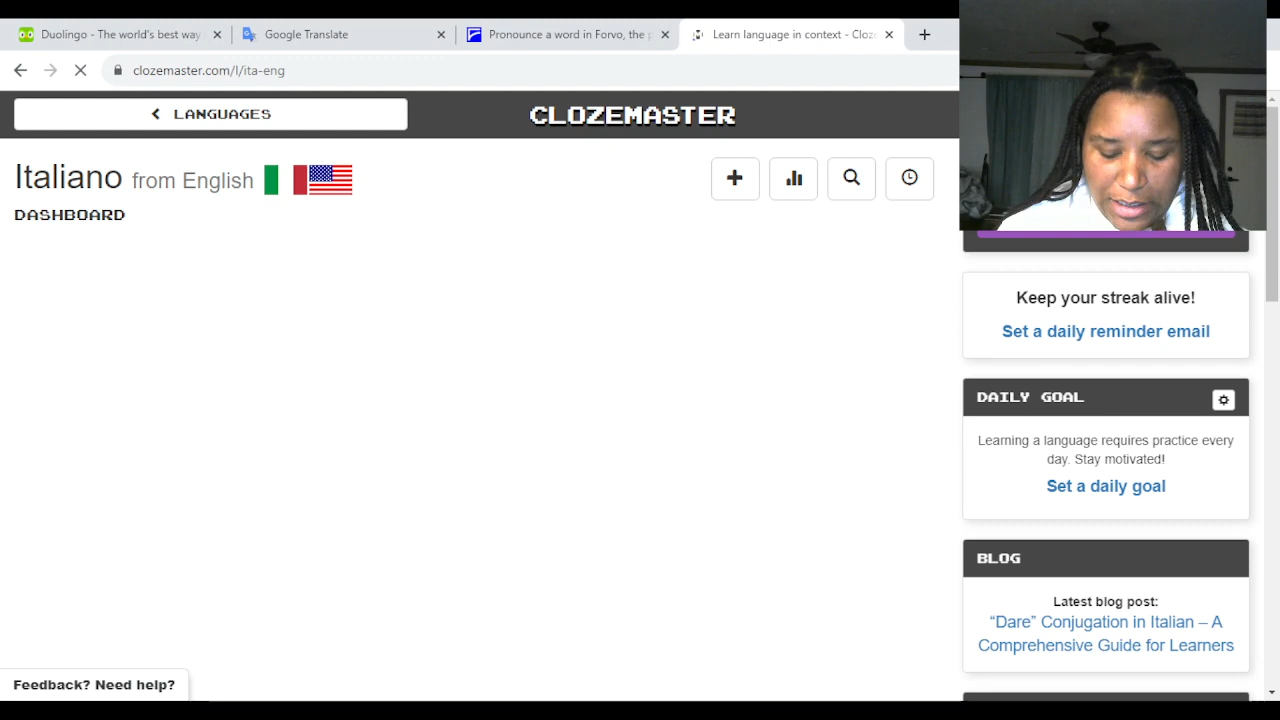 Duolingo - The world's best way
Google Translate
Pronounce a word in Forvo, the p
Learn language in context - Cloz
clozemaster.com/l/ita-eng
LANGUAGES
CLOZEMASTER
Italiano from English
DASHBOARD
Keep your streak alive!
Set a daily reminder email
DAILY GOAL
Learning a language requires practice every
day. Stay motivated!
Set a daily goal
BLOG
Latest blog post:
“Dare” Conjugation in Italian – A
Comprehensive Guide for Learners
Feedback? Need help?